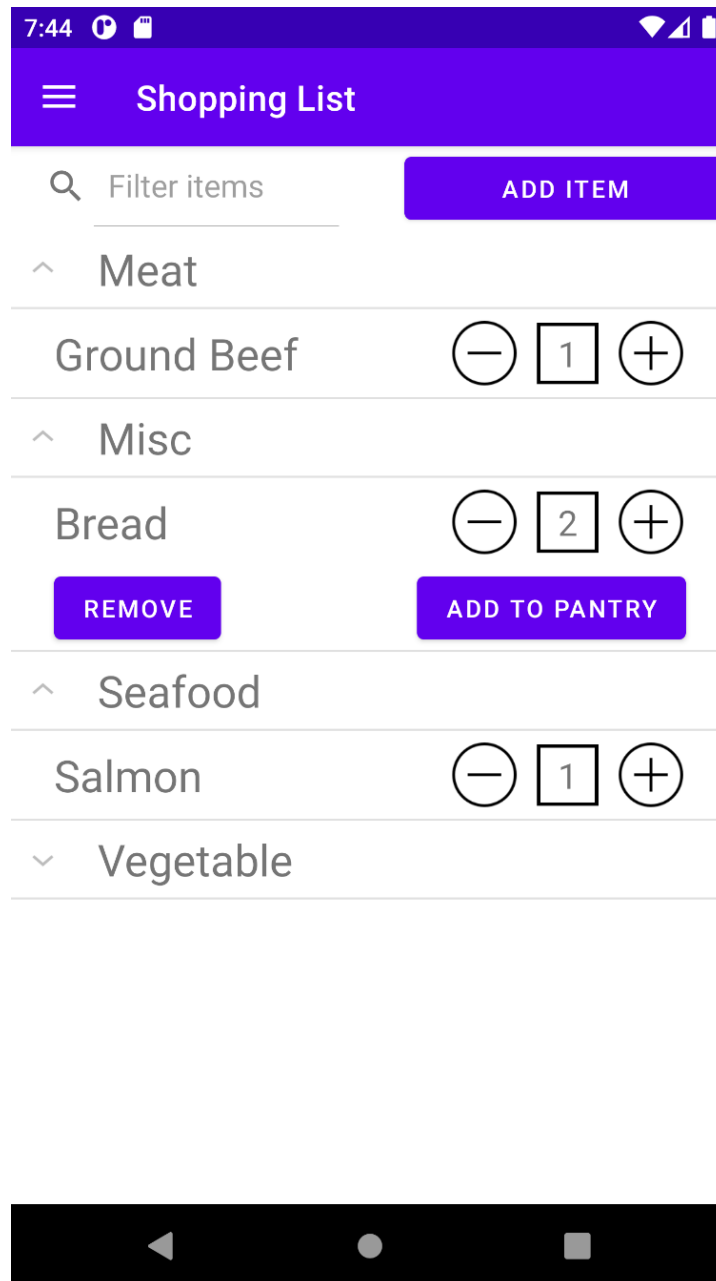 7:44
Shopping List
Filter items
ADD ITEM
Meat
Ground Beef 1
Misc
Bread 2
REMOVE ADD TO PANTRY
Seafood
Salmon 1
Vegetable